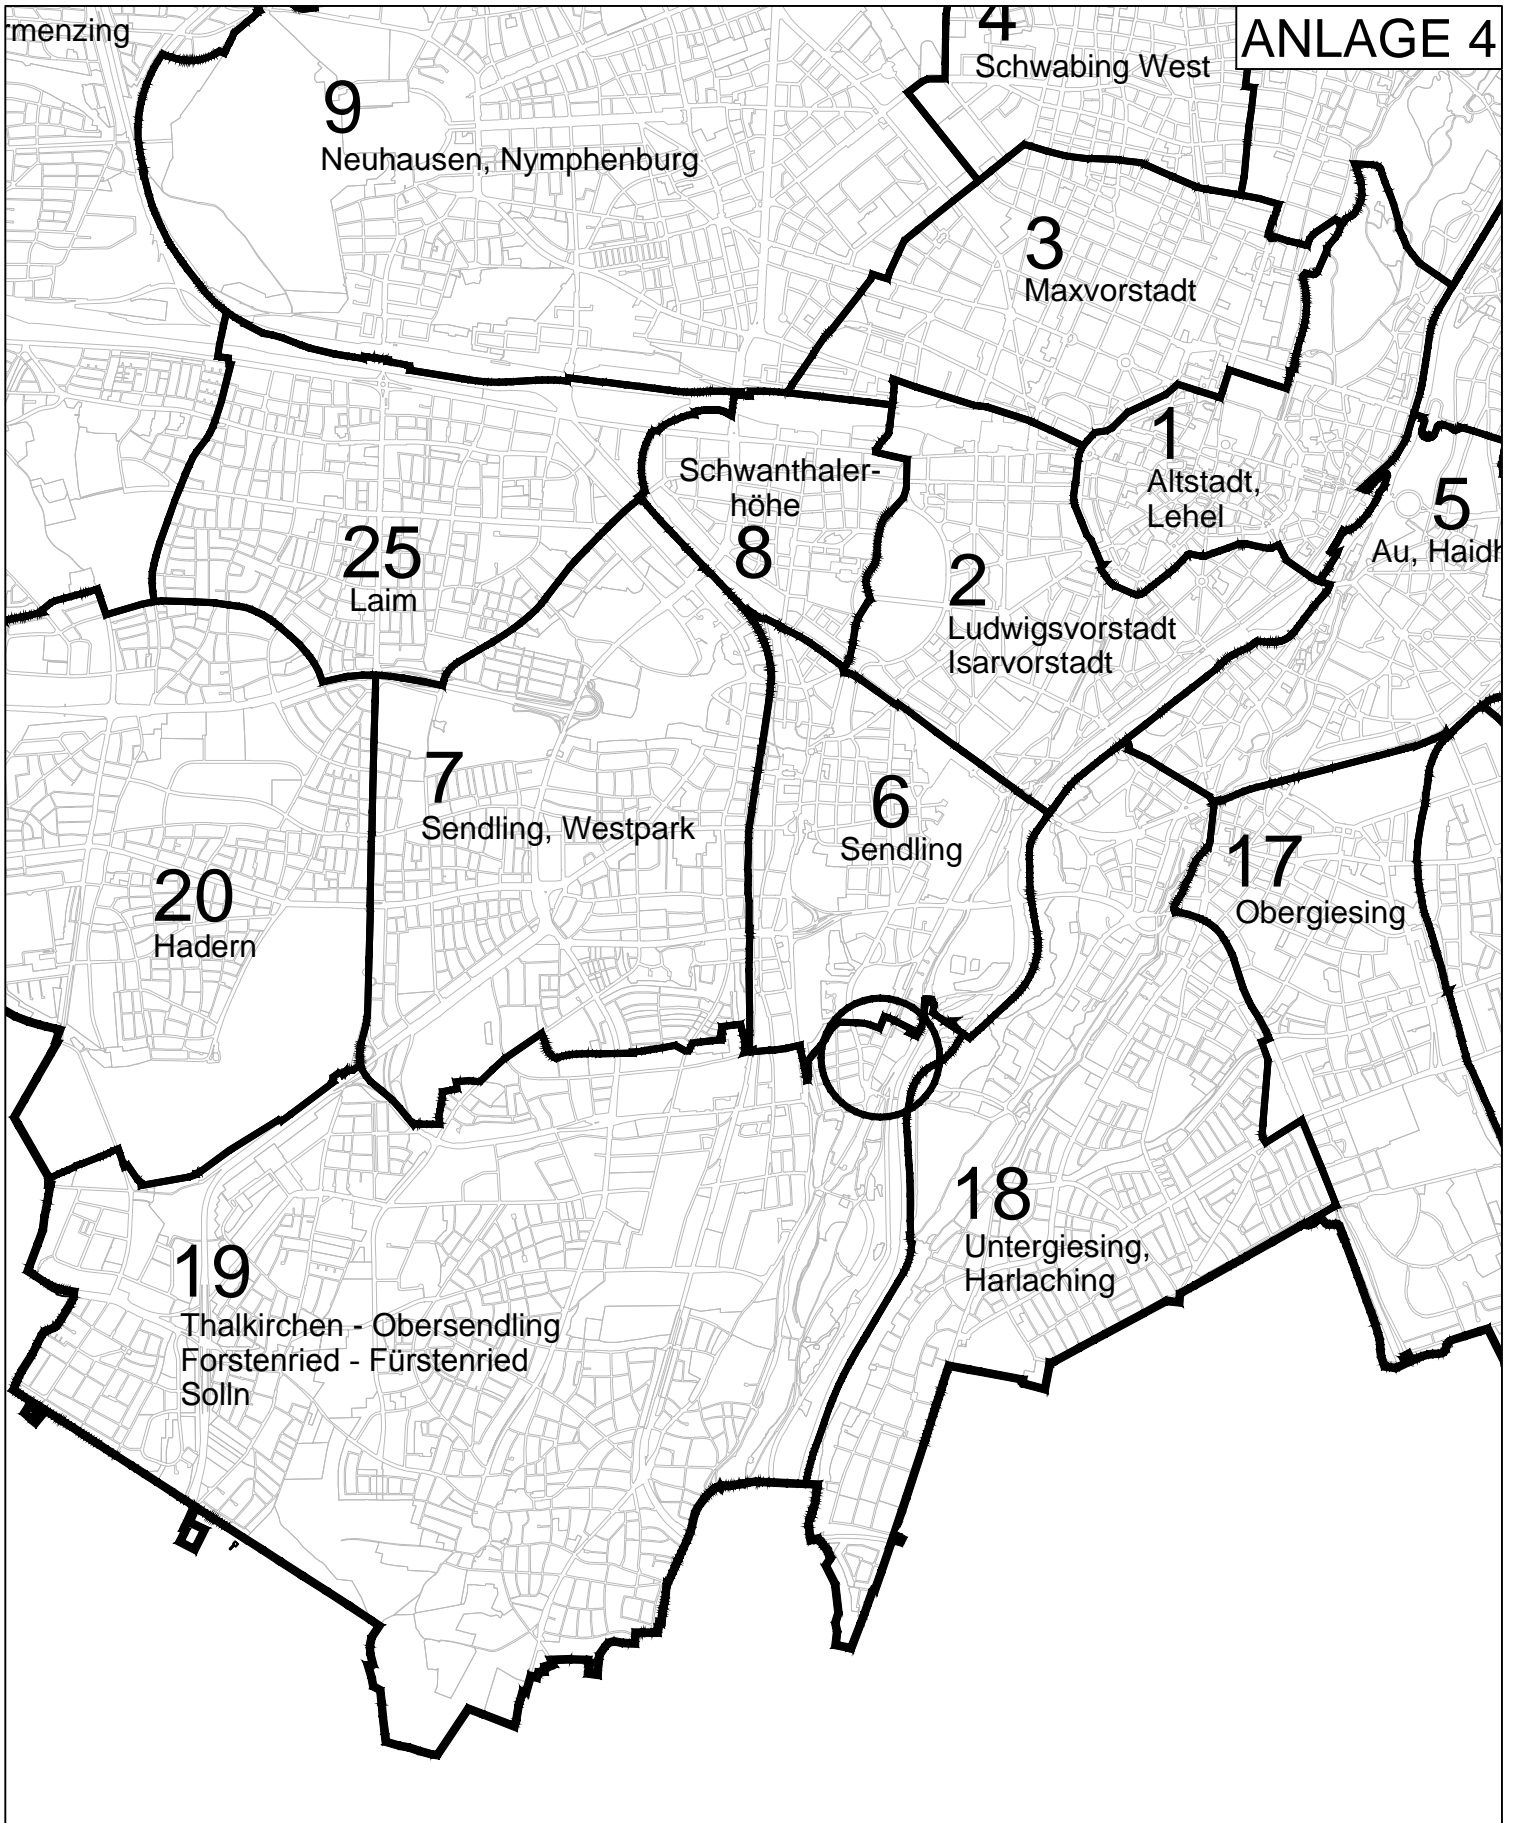 rmenzing
4
Schwabing West
ANLAGE 4
9
Neuhausen, Nymphenburg
3
Maxvorstadt
1
Altstadt,
Lehel
5
Au, Haidh
Schwanthaler-
höhe
8
25
Laim
2
Ludwigsvorstadt
Isarvorstadt
7
Sendling, Westpark
6
Sendling
17
Obergiesing
20
Hadern
18
Untergiesing,
Harlaching
19
Thalkirchen - Obersendling
Forstenried - Fürstenried
Solln